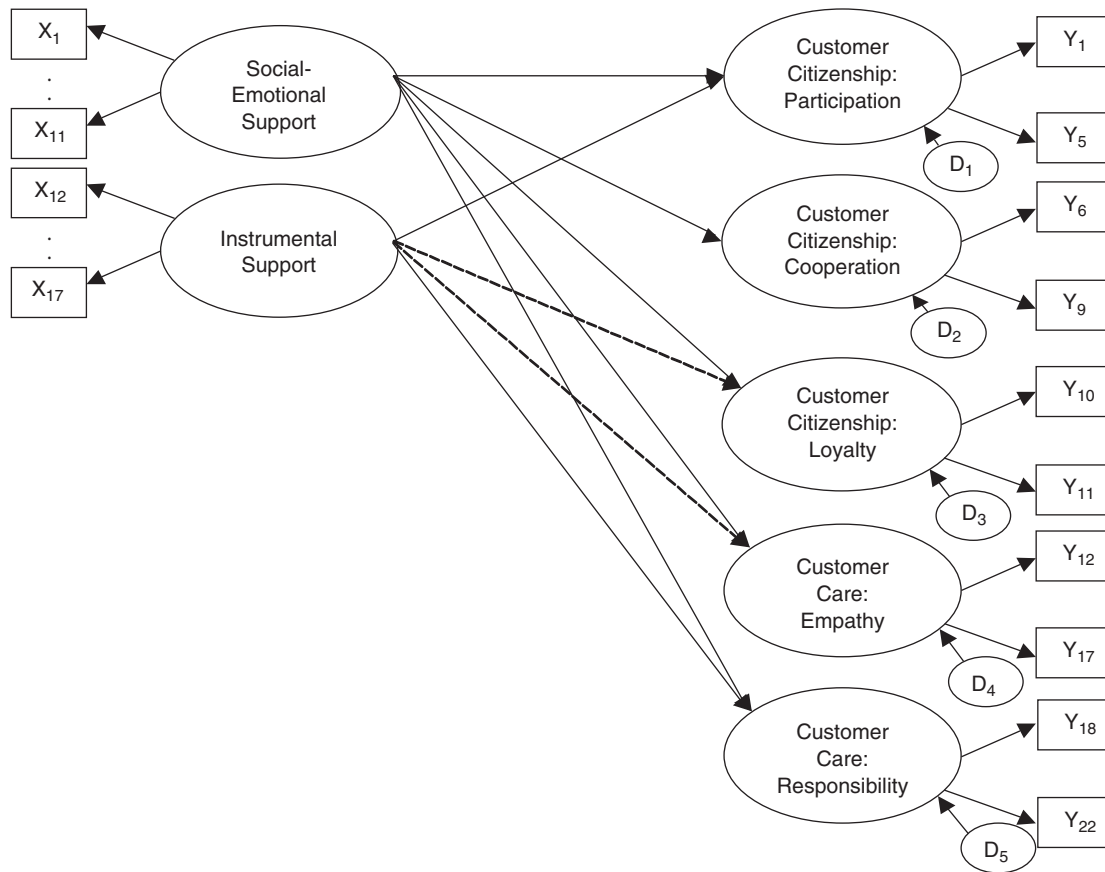 X1
.
.
X11
X12
.
.
X17
Social-
Emotional
Support
Instrumental
Support
Customer
Citizenship:
Participation
D1
Y1
Y5
Customer
Citizenship:
Cooperation
D2
Y6
Y9
Customer
Citizenship:
Loyalty
D3
Y10
Y11
Customer
Care:
Empathy
D4
Y12
Y17
Customer
Care:
Responsibility
D5
Y18
Y22